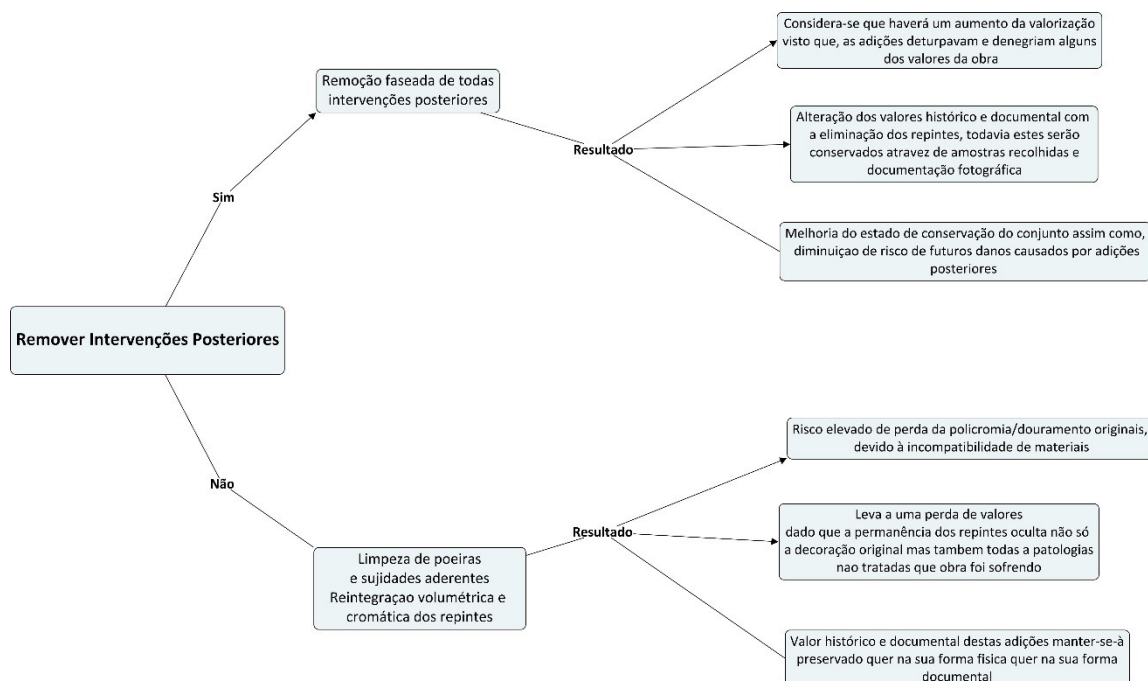 Considera-se que haverá um aumento da valorização
visto que, as adições deturpavam e denegriam alguns
dos valores da obra
Remoção faseada de todas
intervenções posteriores
Alteração dos valores histórico e documental com
a eliminação dos repintes, todavia estes serão
conservados atravez de amostras recolhidas e
documentação fotográfica
Resultado
Sim
Melhoria do estado de conservação do conjunto assim como,
diminuiçao de risco de futuros danos causados por adições
posteriores
Remover Intervenções Posteriores
Risco elevado de perda da policromia/douramento originais,
devido à incompatibilidade de materiais
Não
Resultado
Limpeza de poeiras
e sujidades aderentes
Reintegraçao volumétrica e
cromática dos repintes
Leva a uma perda de valores
dado que a permanência dos repintes oculta não só
a decoração original mas tambem todas a patologias
nao tratadas que obra foi sofrendo
Valor histórico e documental destas adições manter-se-à
preservado quer na sua forma fisica quer na sua forma
documental